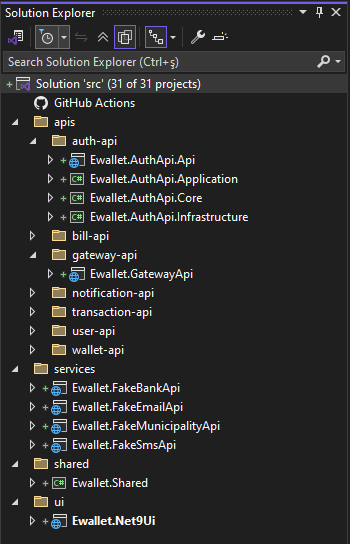 Solution Explorer
Search Solution Explorer (Ctrl+ş)
Solution 'src' (31 of 31 projects)
GitHub Actions
apis
auth-api
Ewallet.AuthApi.Api
C# Ewallet.AuthApi.Application
C# Ewallet.AuthApi.Core
C# Ewallet.AuthApi.Infrastructure
bill-api
gateway-api
Ewallet.GatewayApi
notification-api
transaction-api
user-api
wallet-api
services
Ewallet.FakeBankApi
Ewallet.FakeEmailApi
Ewallet.FakeMunicipalityApi
Ewallet.FakeSmsApi
shared
C# Ewallet.Shared
ui
Ewallet.Net9Ui